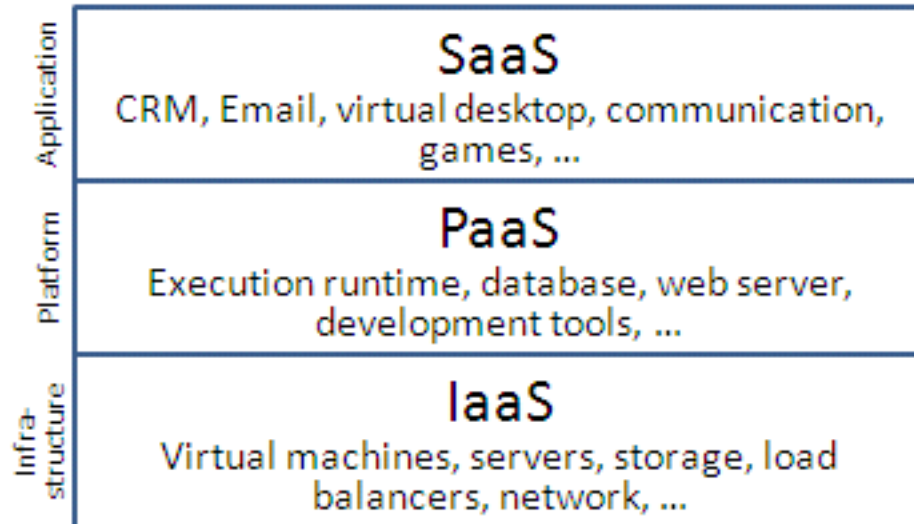 Application
SaaS
CRM, Email, virtual desktop, communication,
games, ...
Platform
PaaS
Execution runtime, database, web server,
development tools, ...
Infra-
structure
IaaS
Virtual machines, servers, storage, load
balancers, network, ...